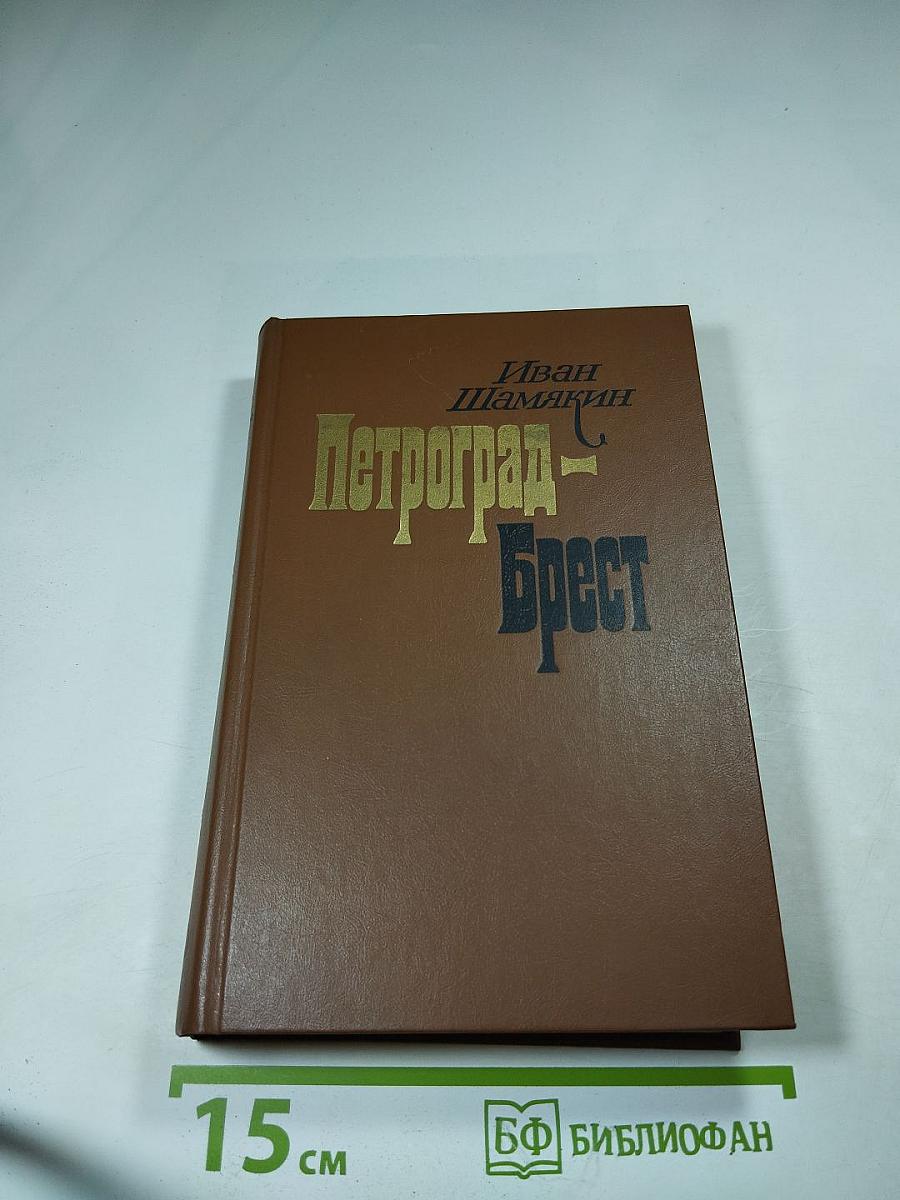 Иван
Шамякин
Петроград-
Брест
15 см
БФ БИБЛИОФАН